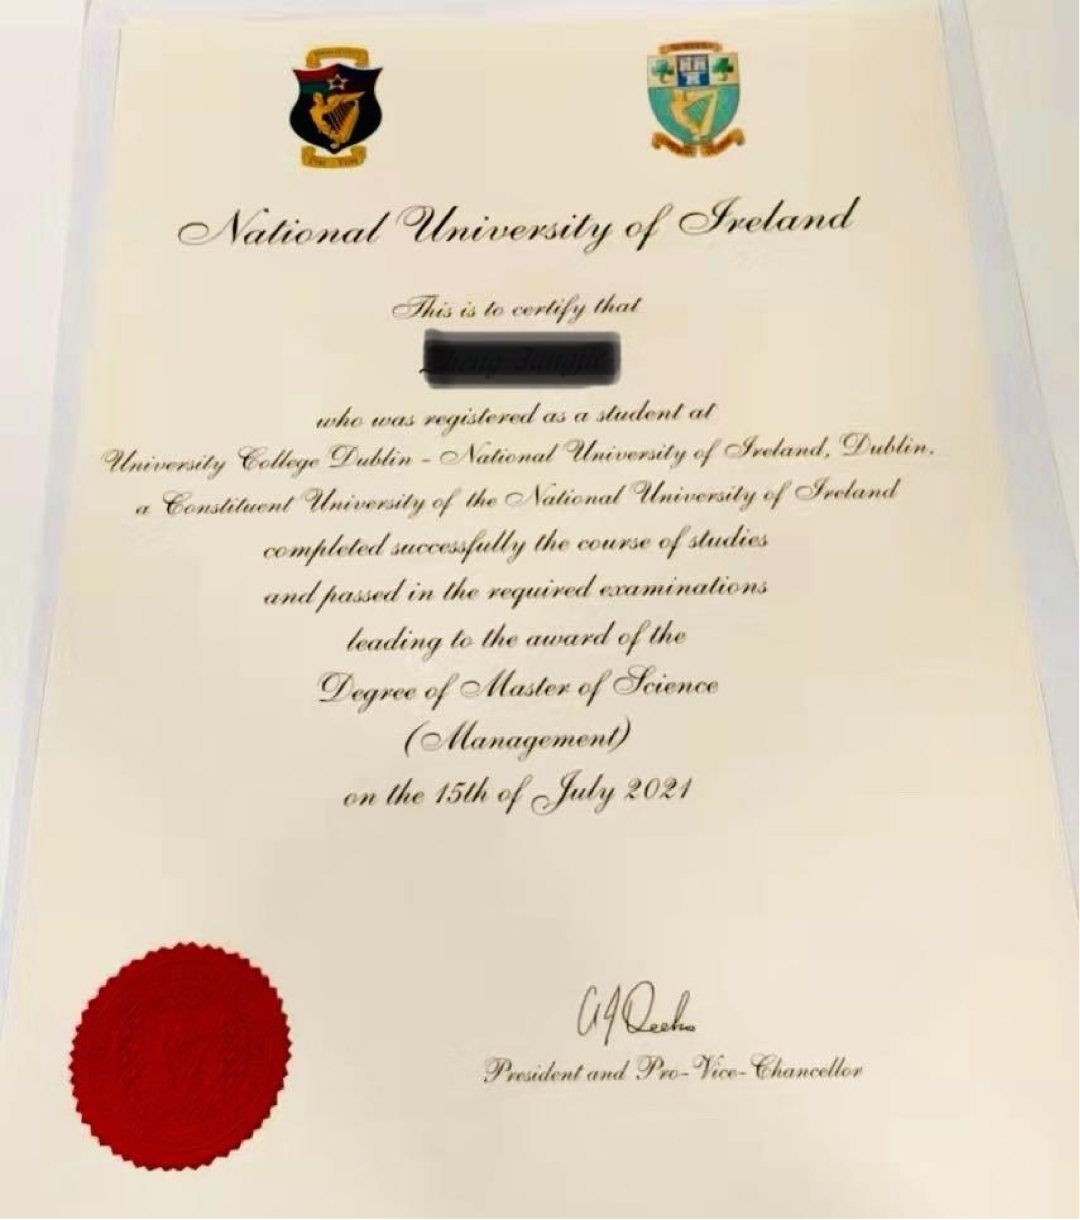 National University of Ireland
This is to certify that
who was registered as a student at
University College Dublin - National University of Ireland, Dublin.
a Constituent University of the National University of Ireland
completed successfully the course of studies
and passed in the required examinations
leading to the award of the
Degree of Master of Science
(Management)
on the 15th of July 2021
President and Pro-Vice-Chancellor